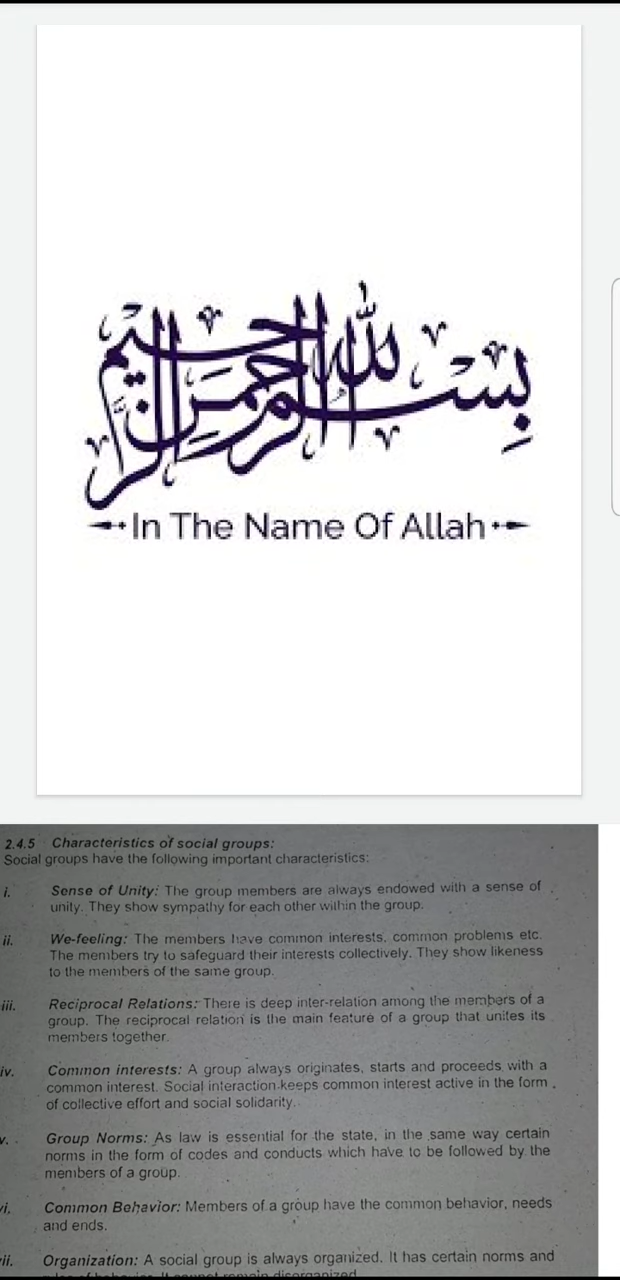 بسم الله الرحمن الرحيم
In The Name Of Allah
2.4.5 Characteristics of social groups:
Social groups have the following important characteristics:
i. Sense of Unity: The group members are always endowed with a sense of
unity. They show sympathy for each other within the group.
ii. We-feeling: The members have common interests, common problems etc.
The members try to safeguard their interests collectively. They show likeness
to the members of the same group.
iii. Reciprocal Relations: There is deep inter-relation among the members of a
group. The reciprocal relation is the main feature of a group that unites its
members together.
iv. Common interests: A group always originates, starts and proceeds with a
common interest. Social interaction keeps common interest active in the form
of collective effort and social solidarity.
v. Group Norms: As law is essential for the state, in the same way certain
norms in the form of codes and conducts which have to be followed by the
members of a group.
vi. Common Behavior: Members of a group have the common behavior, needs
and ends.
vii. Organization: A social group is always organized. It has certain norms and
rules of behavior. It cannot remain disorganized.